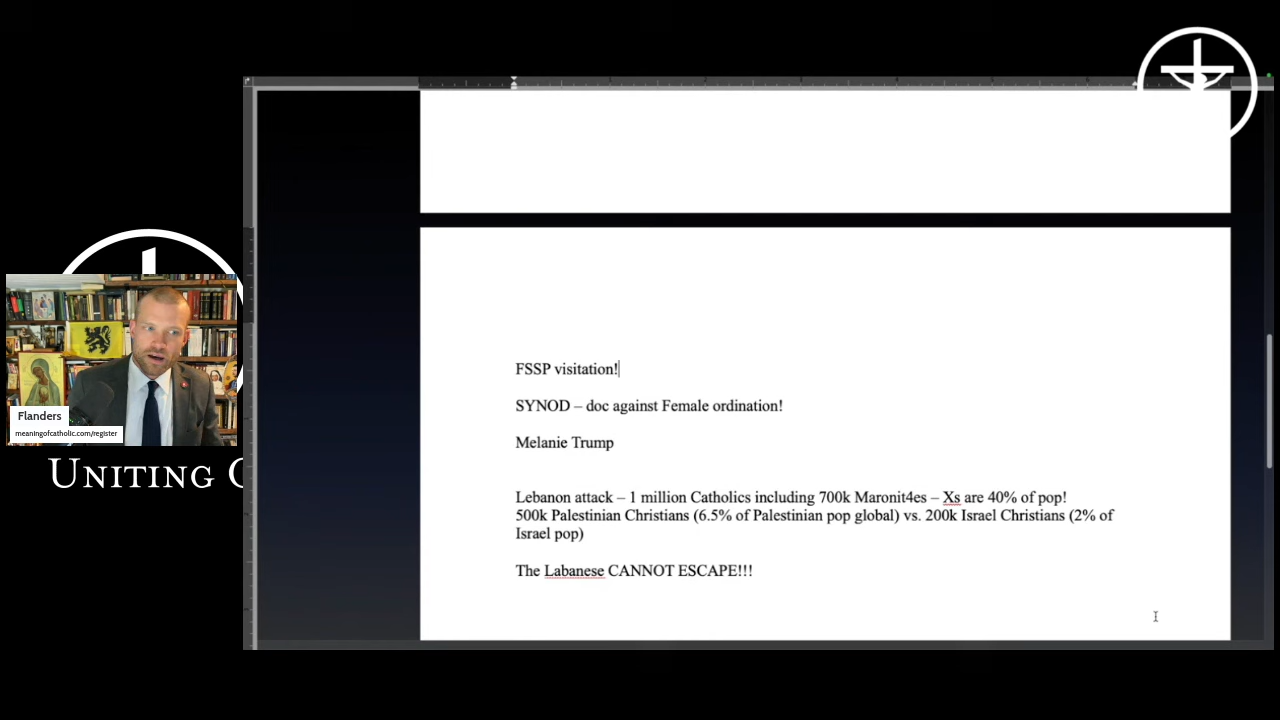 FSSP visitation!
SYNOD – doc against Female ordination!
Melanie Trump
Lebanon attack – 1 million Catholics including 700k Maronit4es – Xs are 40% of pop!
500k Palestinian Christians (6.5% of Palestinian pop global) vs. 200k Israel Christians (2% of
Israel pop)
The Labanese CANNOT ESCAPE!!!
Flanders
meaningofcatholic.com/register
UNITING